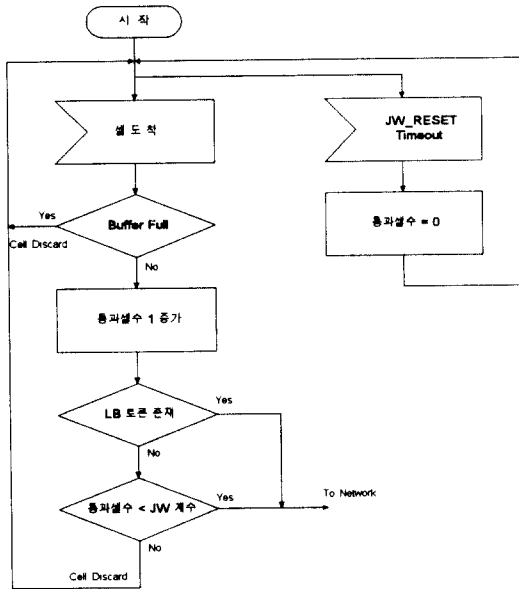 시 작
셀 도 착
JW_RESET
Timeout
Yes
Buffer Full
Cell Discard
통과셀수 = 0
No
통과셀수 1 증가
LB 토큰 존재
Yes
No
통과셀수 < JW 계수
Yes
To Network
No
Cell Discard